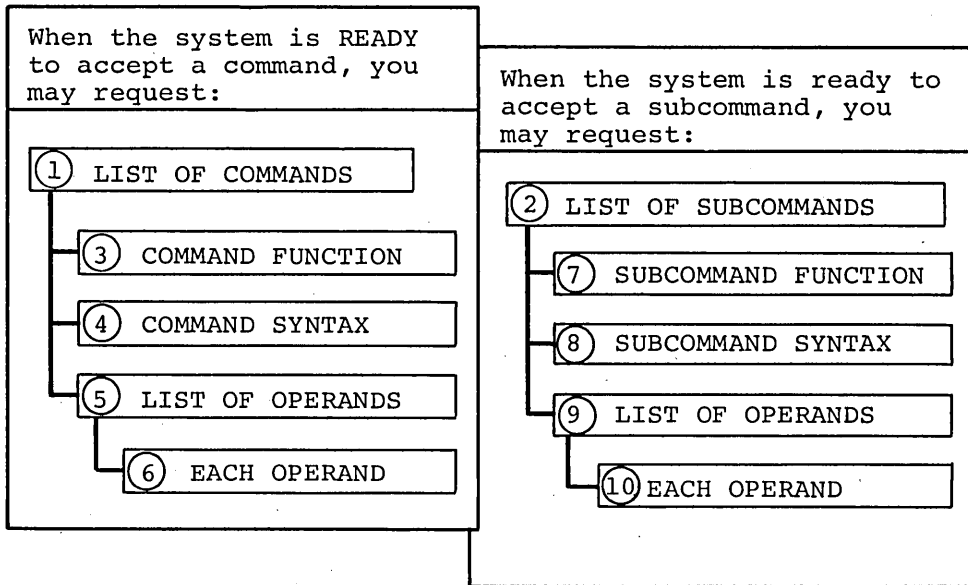 When the system is READY
to accept a command, you
may request:
1 LIST OF COMMANDS
3 COMMAND FUNCTION
4 COMMAND SYNTAX
5 LIST OF OPERANDS
6 EACH OPERAND
When the system is ready to
accept a subcommand, you
may request:
2 LIST OF SUBCOMMANDS
7 SUBCOMMAND FUNCTION
8 SUBCOMMAND SYNTAX
9 LIST OF OPERANDS
10 EACH OPERAND